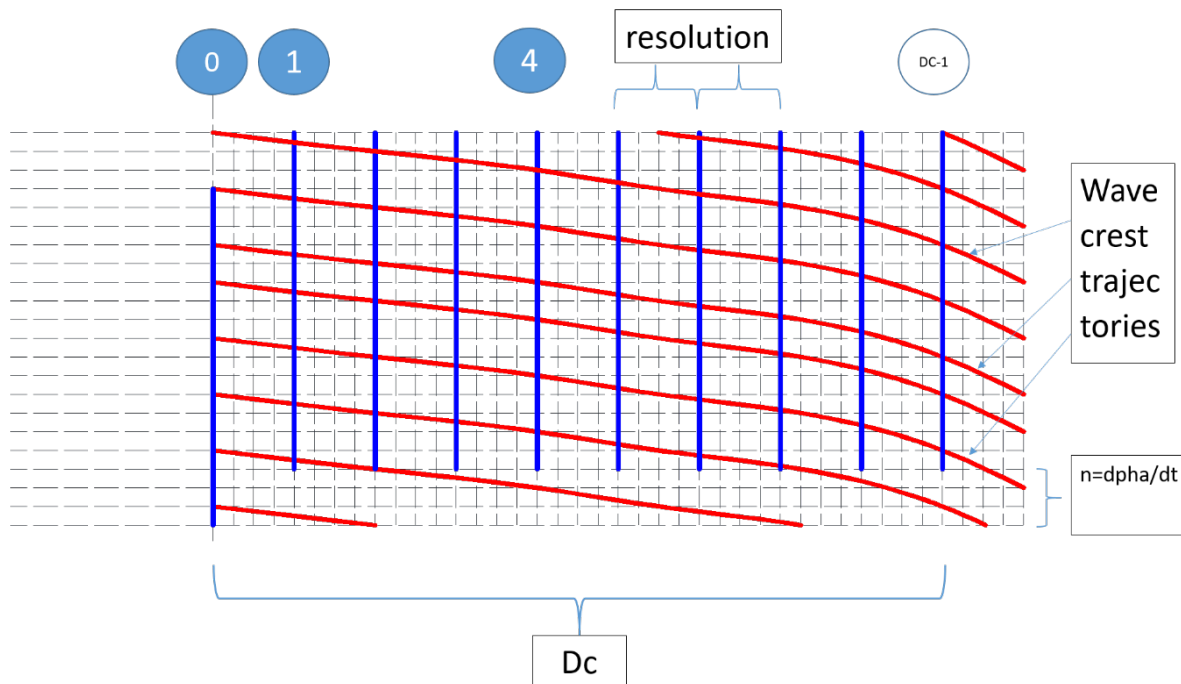 0
1
4
resolution
DC-1
Wave
crest
trajec
tories
n=dpha/dt
Dc